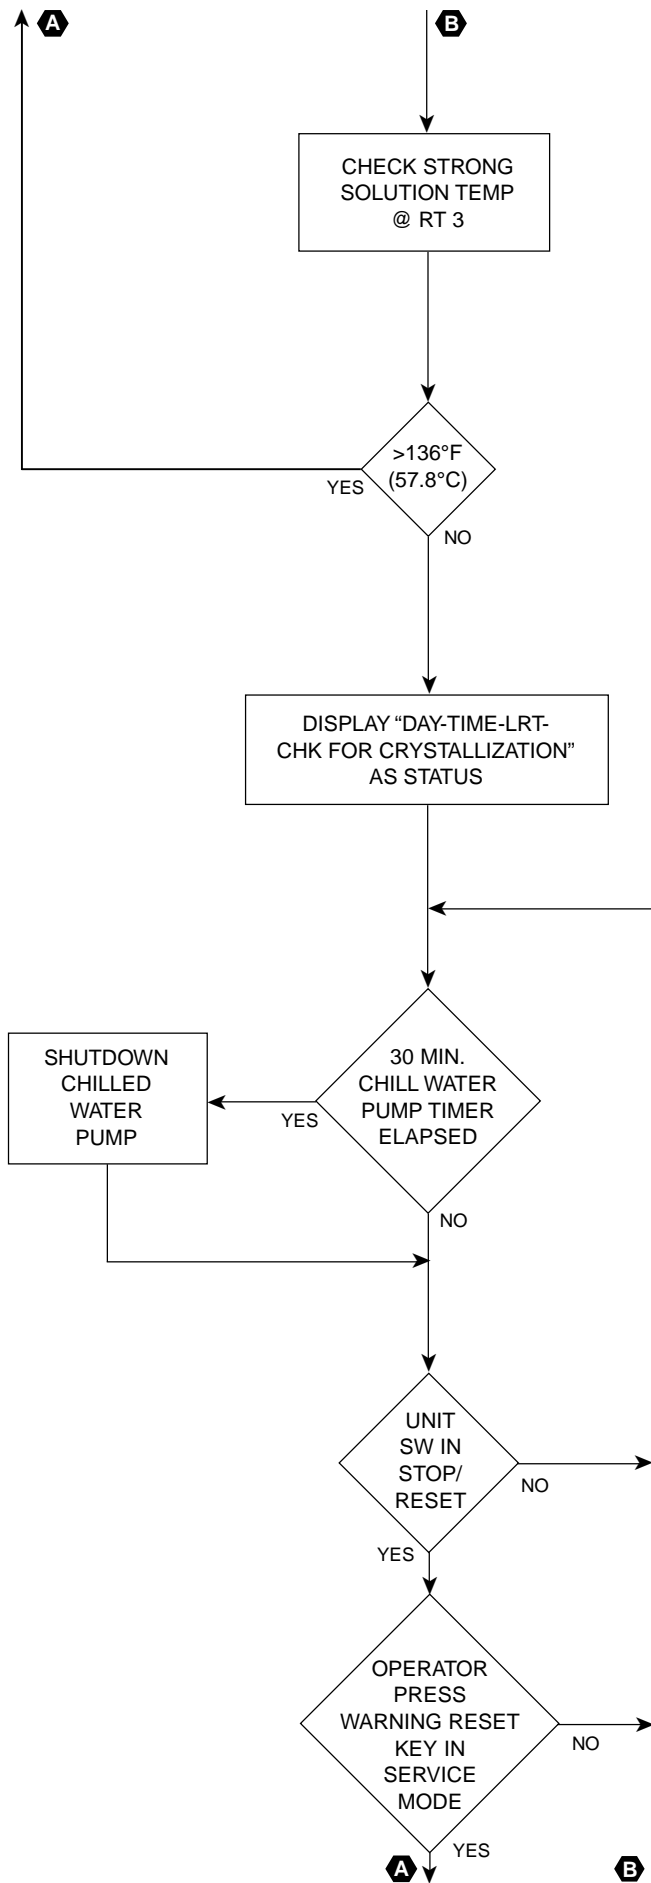 A
B
CHECK STRONG
SOLUTION TEMP
@ RT 3
>136°F
(57.8°C)
YES
NO
DISPLAY “DAY-TIME-LRT-
CHK FOR CRYSTALLIZATION”
AS STATUS
SHUTDOWN
CHILLED
WATER
PUMP
30 MIN.
CHILL WATER
PUMP TIMER
ELAPSED
YES
NO
UNIT
SW IN
STOP/
RESET
NO
YES
OPERATOR
PRESS
WARNING RESET
KEY IN
SERVICE
MODE
NO
YES
A
B